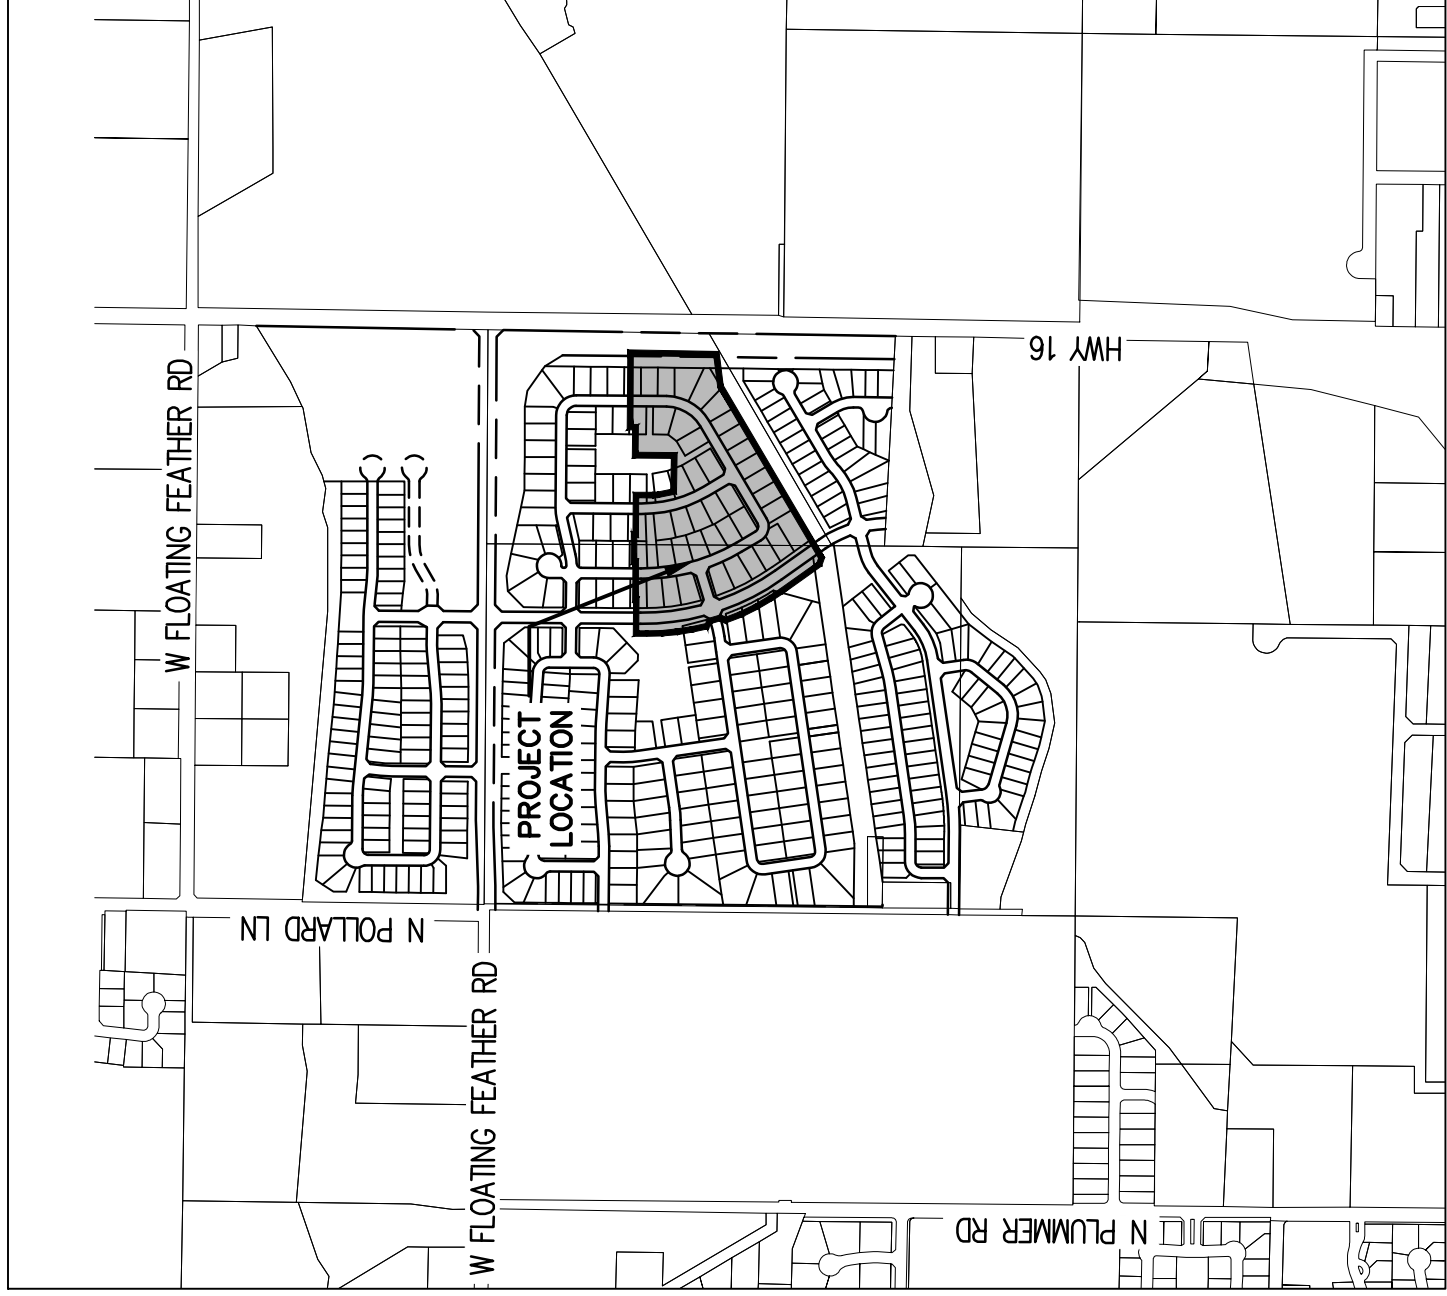 W FLOATING FEATHER RD
HWY 16
PROJECT
LOCATION
N POLLARD LN
W FLOATING FEATHER RD
N PLUMMER RD